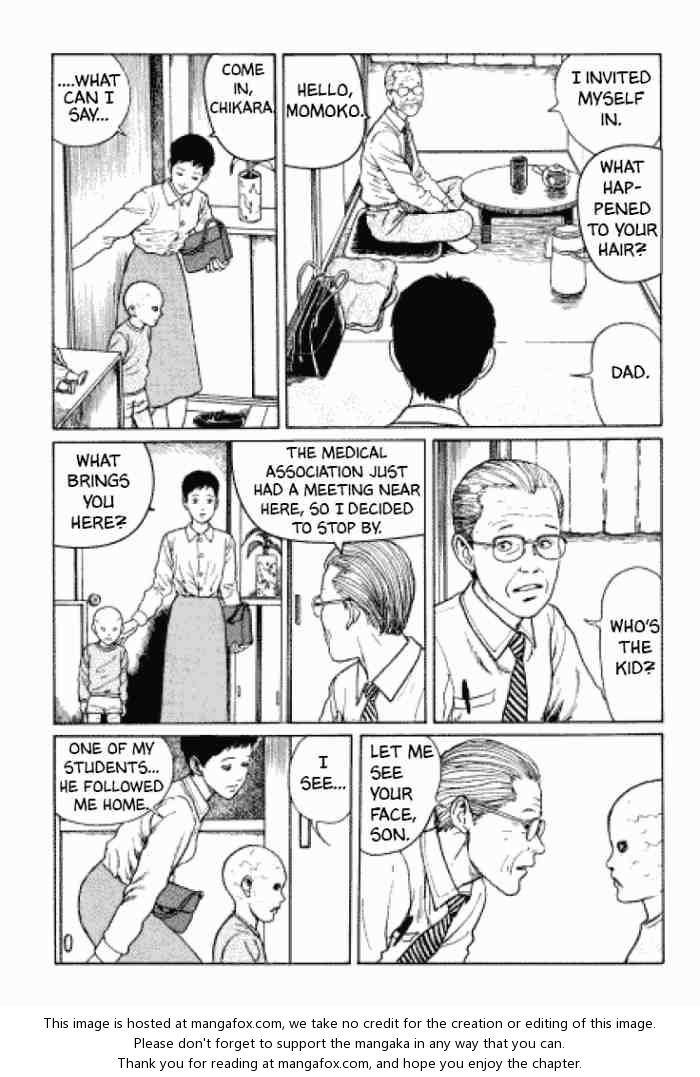 ....WHAT
CAN I
SAY...
COME
IN,
CHIKARA.
HELLO,
MOMOKO.
I INVITED
MYSELF
IN.
WHAT
HAP-
PENED
TO YOUR
HAIR?
DAD.
WHAT
BRINGS
YOU
HERE?
THE MEDICAL
ASSOCIATION JUST
HAD A MEETING NEAR
HERE, SO I DECIDED
TO STOP BY.
WHO'S
THE
KID?
ONE OF MY
STUDENTS...
HE FOLLOWED
ME HOME.
I
SEE...
LET ME
SEE
YOUR
FACE,
SON.
This image is hosted at mangafox.com, we take no credit for the creation or editing of this image.
Please don't forget to support the mangaka in any way that you can.
Thank you for reading at mangafox.com, and hope you enjoy the chapter.